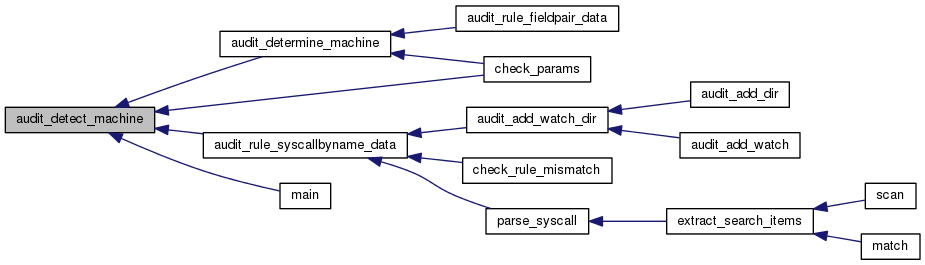 audit_rule_fieldpair_data
audit_determine_machine
check_params
audit_add_dir
audit_detect_machine
audit_add_watch_dir
audit_rule_syscallbyname_data
audit_add_watch
check_rule_mismatch
main
scan
parse_syscall
extract_search_items
match